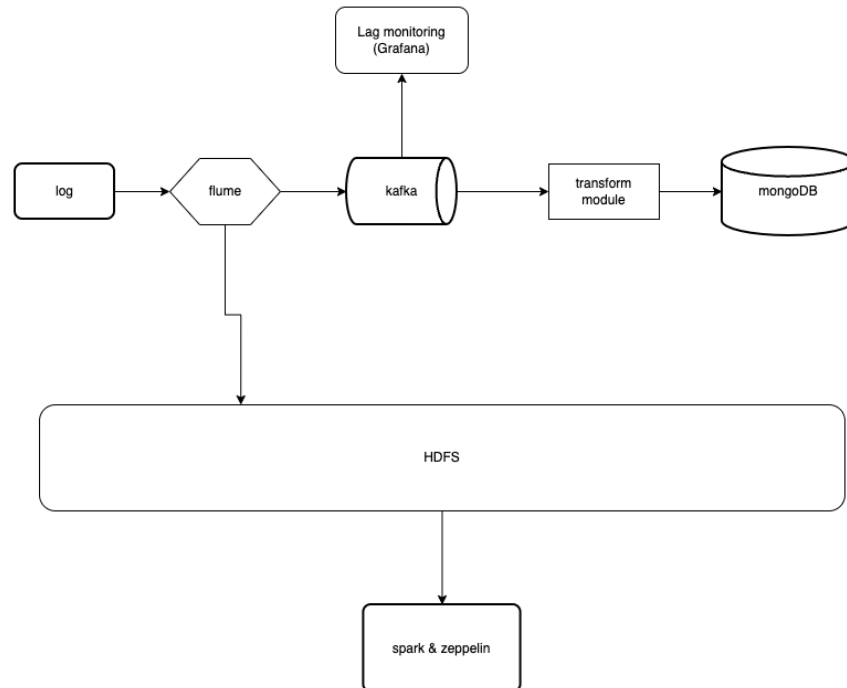 Lag monitoring
(Grafana)
log
flume
kafka
transform
module
mongoDB
HDFS
spark & zeppelin